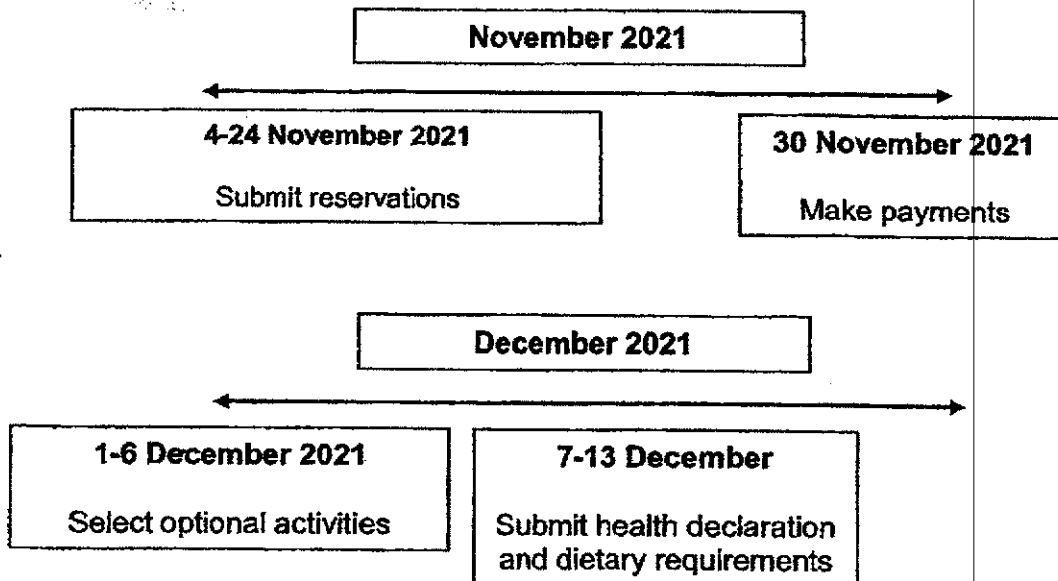 November 2021
4-24 November 2021
Submit reservations
30 November 2021
Make payments
December 2021
1-6 December 2021
Select optional activities
7-13 December
Submit health declaration
and dietary requirements